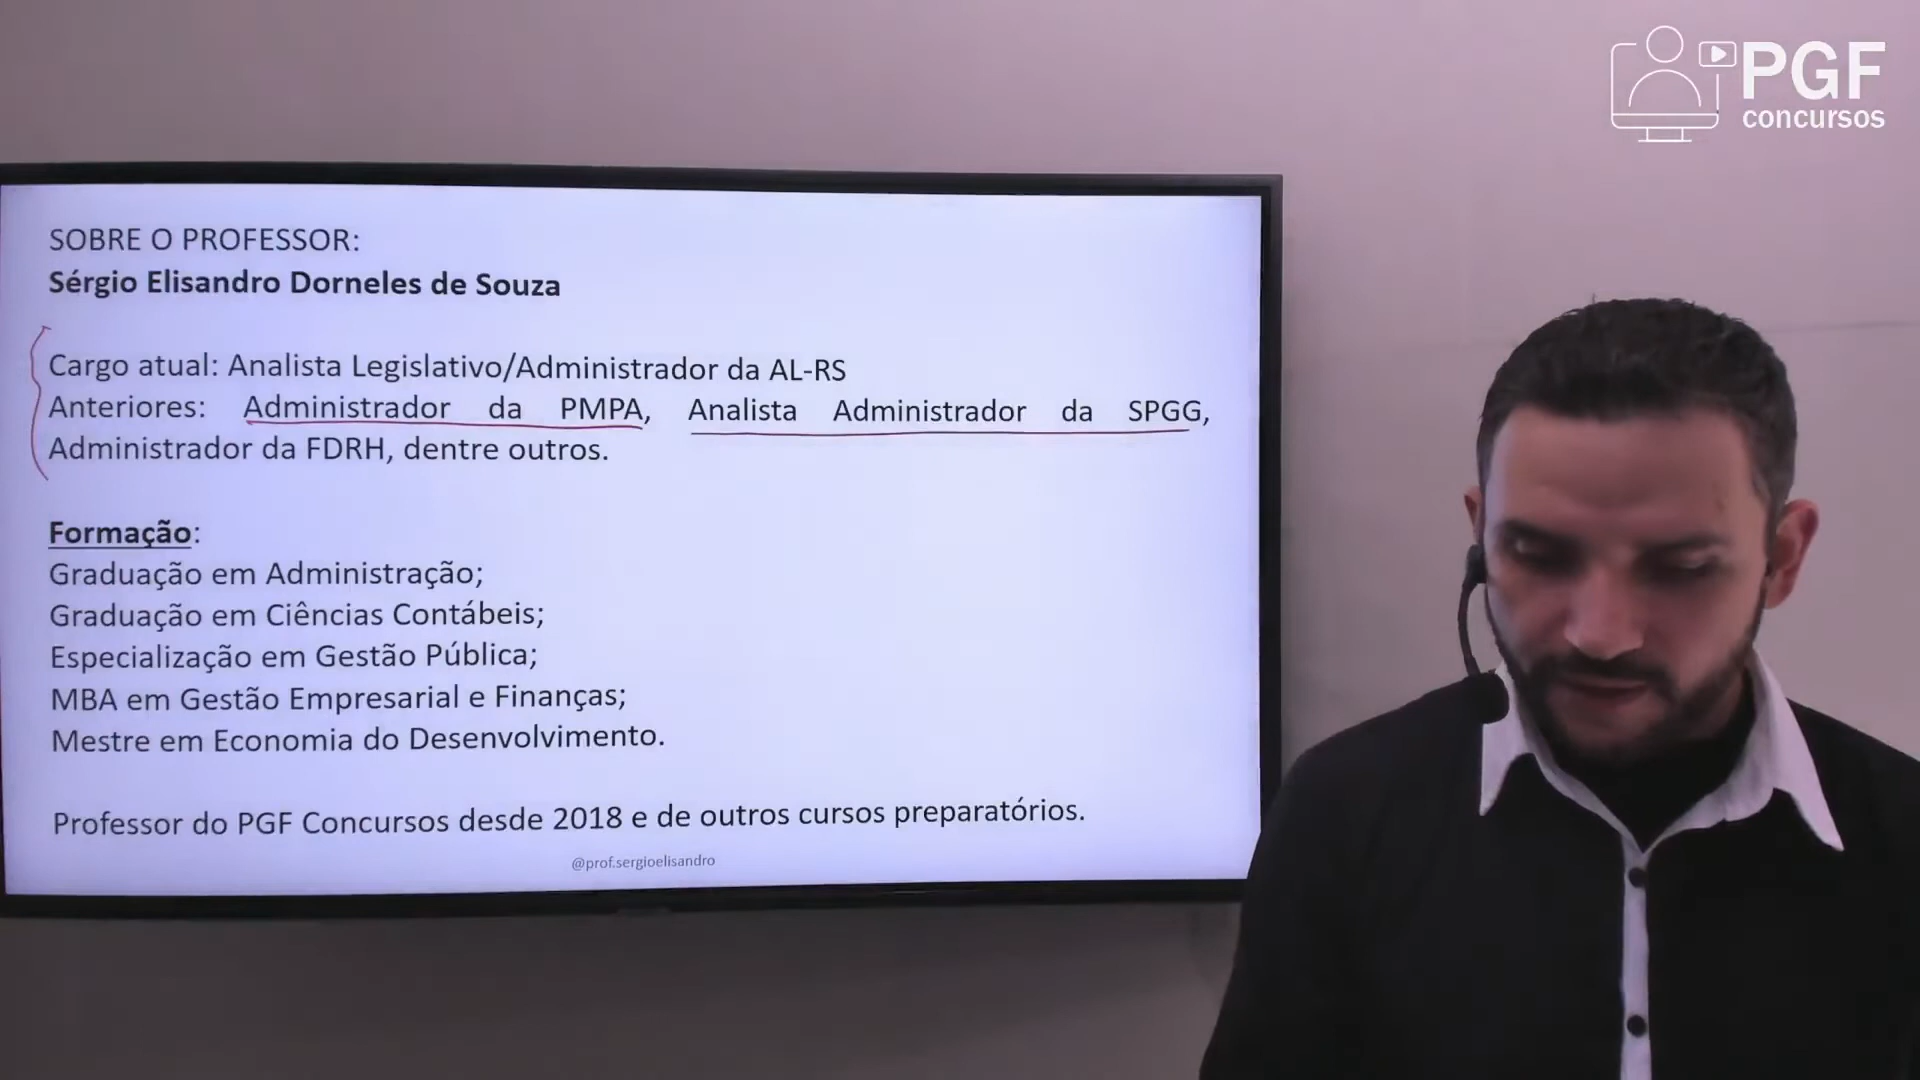 PGF
concursos
SOBRE O PROFESSOR:
Sérgio Elisandro Dorneles de Souza
Cargo atual: Analista Legislativo/Administrador da AL-RS
Anteriores: Administrador da PMPA, Analista Administrador da SPGG,
Administrador da FDRH, dentre outros.
Formação:
Graduação em Administração;
Graduação em Ciências Contábeis;
Especialização em Gestão Pública;
MBA em Gestão Empresarial e Finanças;
Mestre em Economia do Desenvolvimento.
Professor do PGF Concursos desde 2018 e de outros cursos preparatórios.
@prof.sergioelisandro